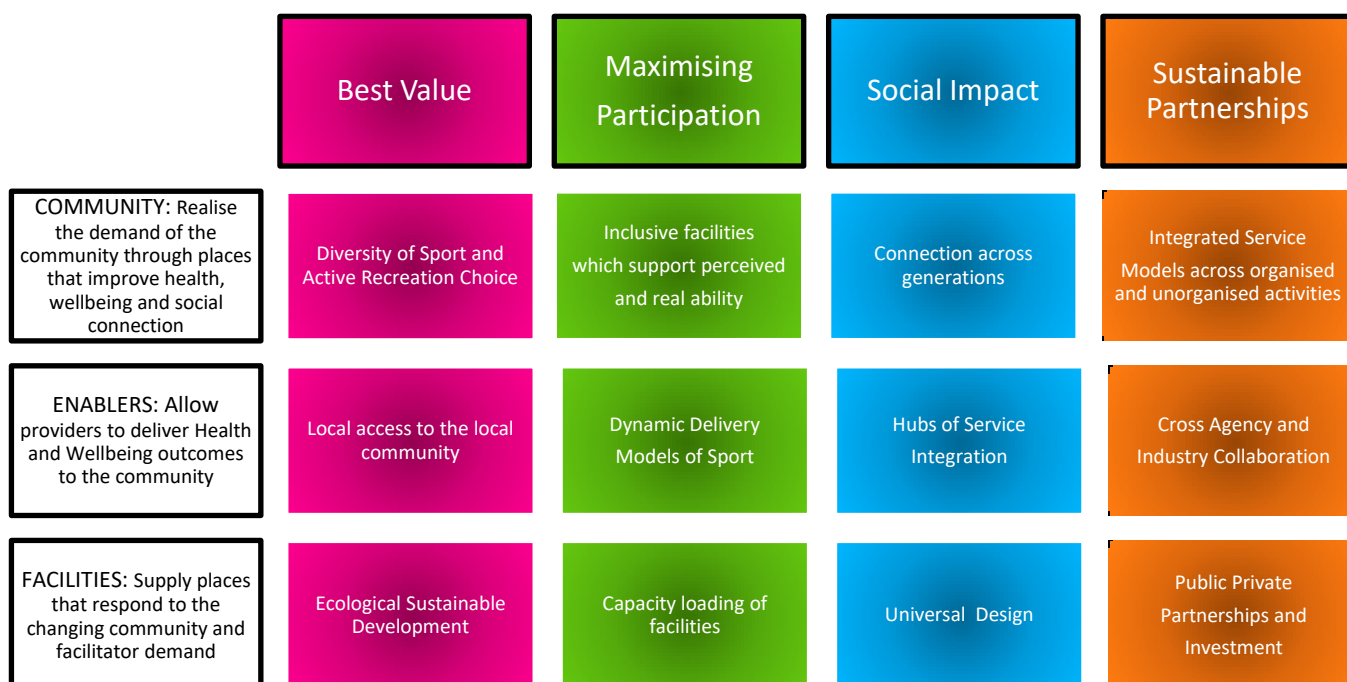 Best Value
Maximising
Participation
Social Impact
Sustainable
Partnerships
COMMUNITY: Realise
the demand of the
community through places
that improve health,
wellbeing and social
connection
Diversity of Sport and
Active Recreation Choice
Inclusive facilities
which support perceived
and real ability
Connection across
generations
Integrated Service
Models across organised
and unorganised activities
ENABLERS: Allow
providers to deliver Health
and Wellbeing outcomes
to the community
Local access to the local
community
Dynamic Delivery
Models of Sport
Hubs of Service
Integration
Cross Agency and
Industry Collaboration
FACILITIES: Supply places
that respond to the
changing community and
facilitator demand
Ecological Sustainable
Development
Capacity loading of
facilities
Universal Design
Public Private
Partnerships and
Investment